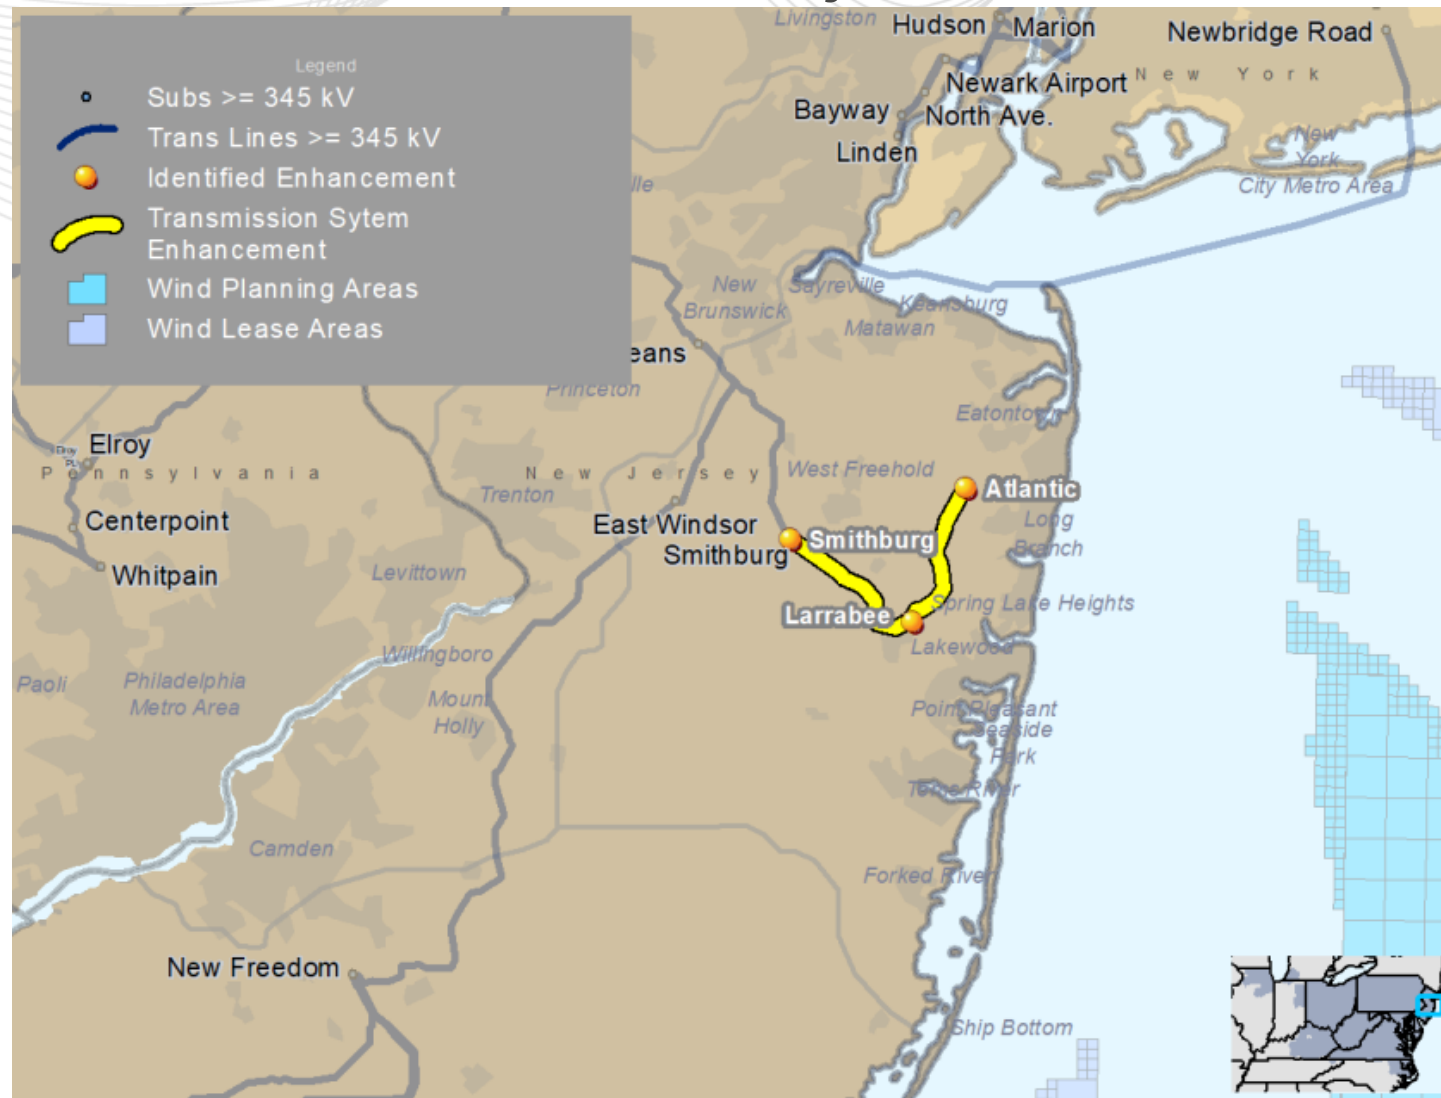 Livingston
Hudson
Marion
Newbridge Road
Legend
Subs >= 345 kV
Trans Lines >= 345 kV
Identified Enhancement
Transmission Sytem
Enhancement
Wind Planning Areas
Wind Lease Areas
Newark Airport
New York
Bayway
North Ave.
Linden
New
York
City Metro Area
lle
New
Brunswick
Sayreville
Keansburg
Matawan
eans
Princeton
Eatontown
Elroy
Elroy
Pennsylvania
New Jersey
West Freehold
Trenton
Atlantic
Centerpoint
East Windsor
Smithburg
Smithburg
Long
Branch
Whitpain
Levittown
Larrabee
Spring Lake Heights
Lakewood
Willingboro
Paoli
Philadelphia
Metro Area
Mount
Holly
Point Pleasant
Seaside
Park
Toms River
Camden
Forked River
New Freedom
Ship Bottom